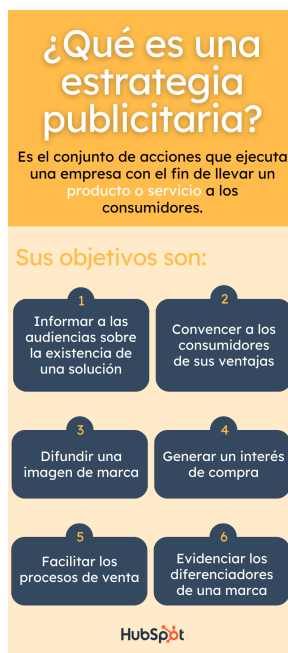 ¿Qué es una
estrategia
publicitaria?
Es el conjunto de acciones que ejecuta
una empresa con el fin de llevar un
producto o servicio a los
consumidores.
Sus objetivos son:
1
Informar a las
audiencias sobre
la existencia de
una solución
2
Convencer a los
consumidores
de sus ventajas
3
Difundir una
imagen de marca
4
Generar un interés
de compra
5
Facilitar los
procesos de venta
6
Evidenciar los
diferenciadores
de una marca
HubSpot